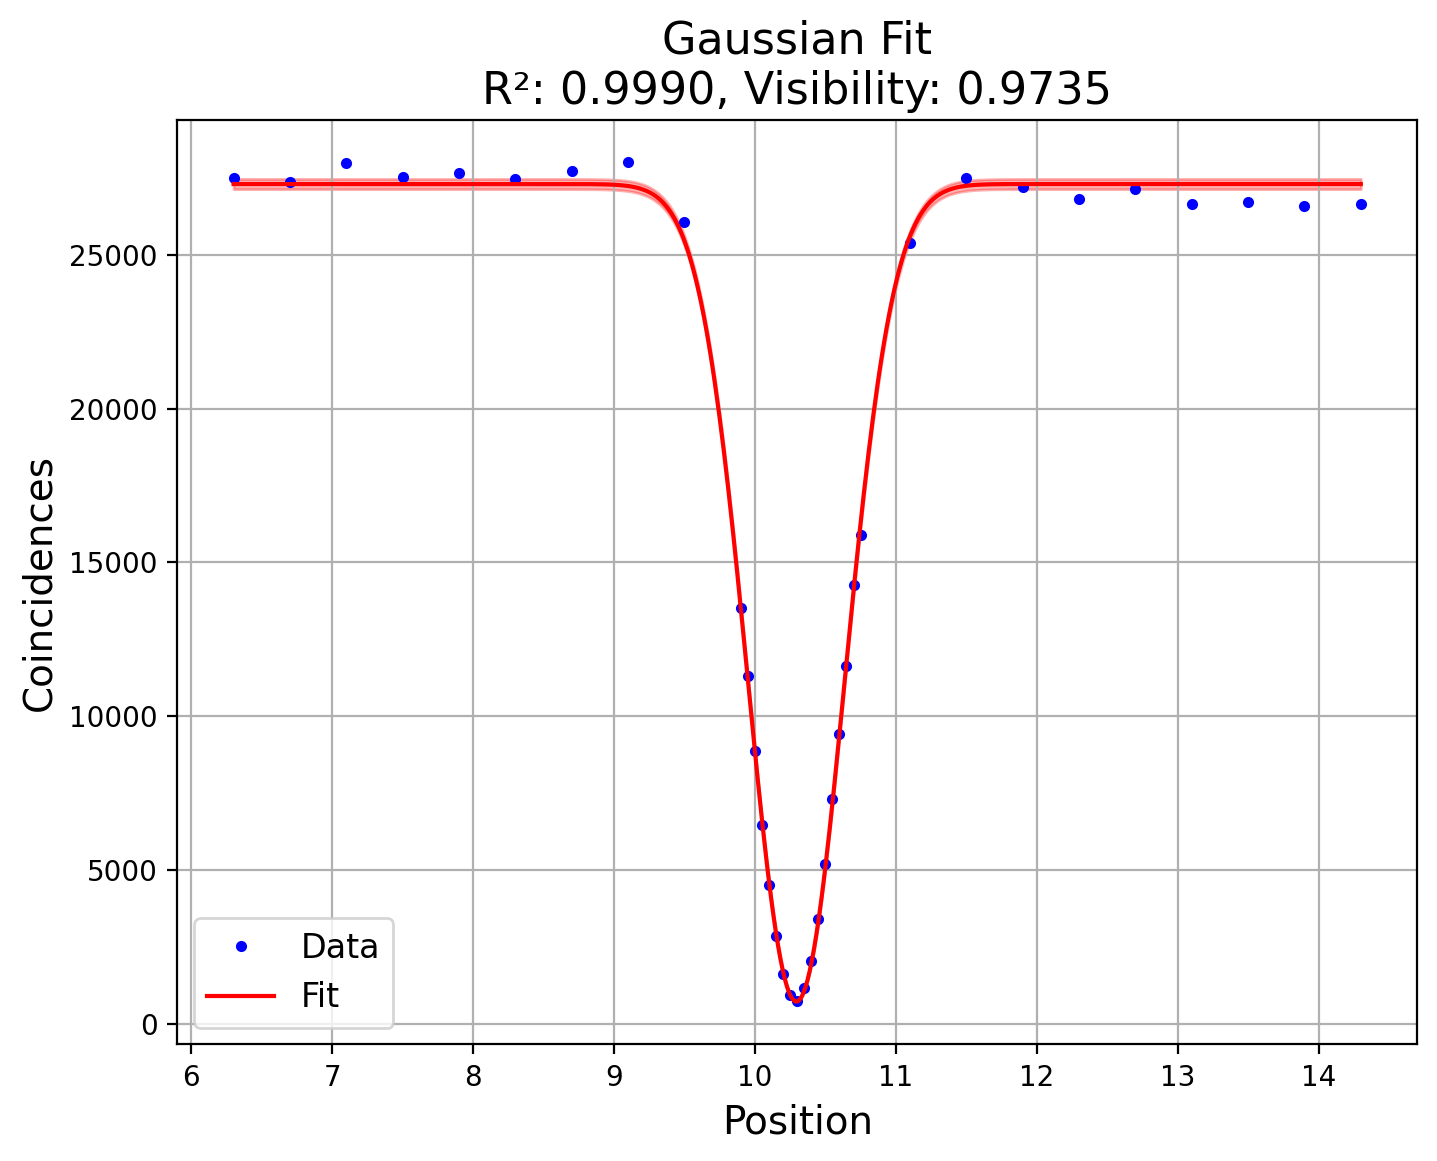 Gaussian Fit
R²: 0.9990, Visibility: 0.9735
Coincidences
25000
20000
15000
10000
5000
0
Data
Fit
6 7 8 9 10 11 12 13 14
Position